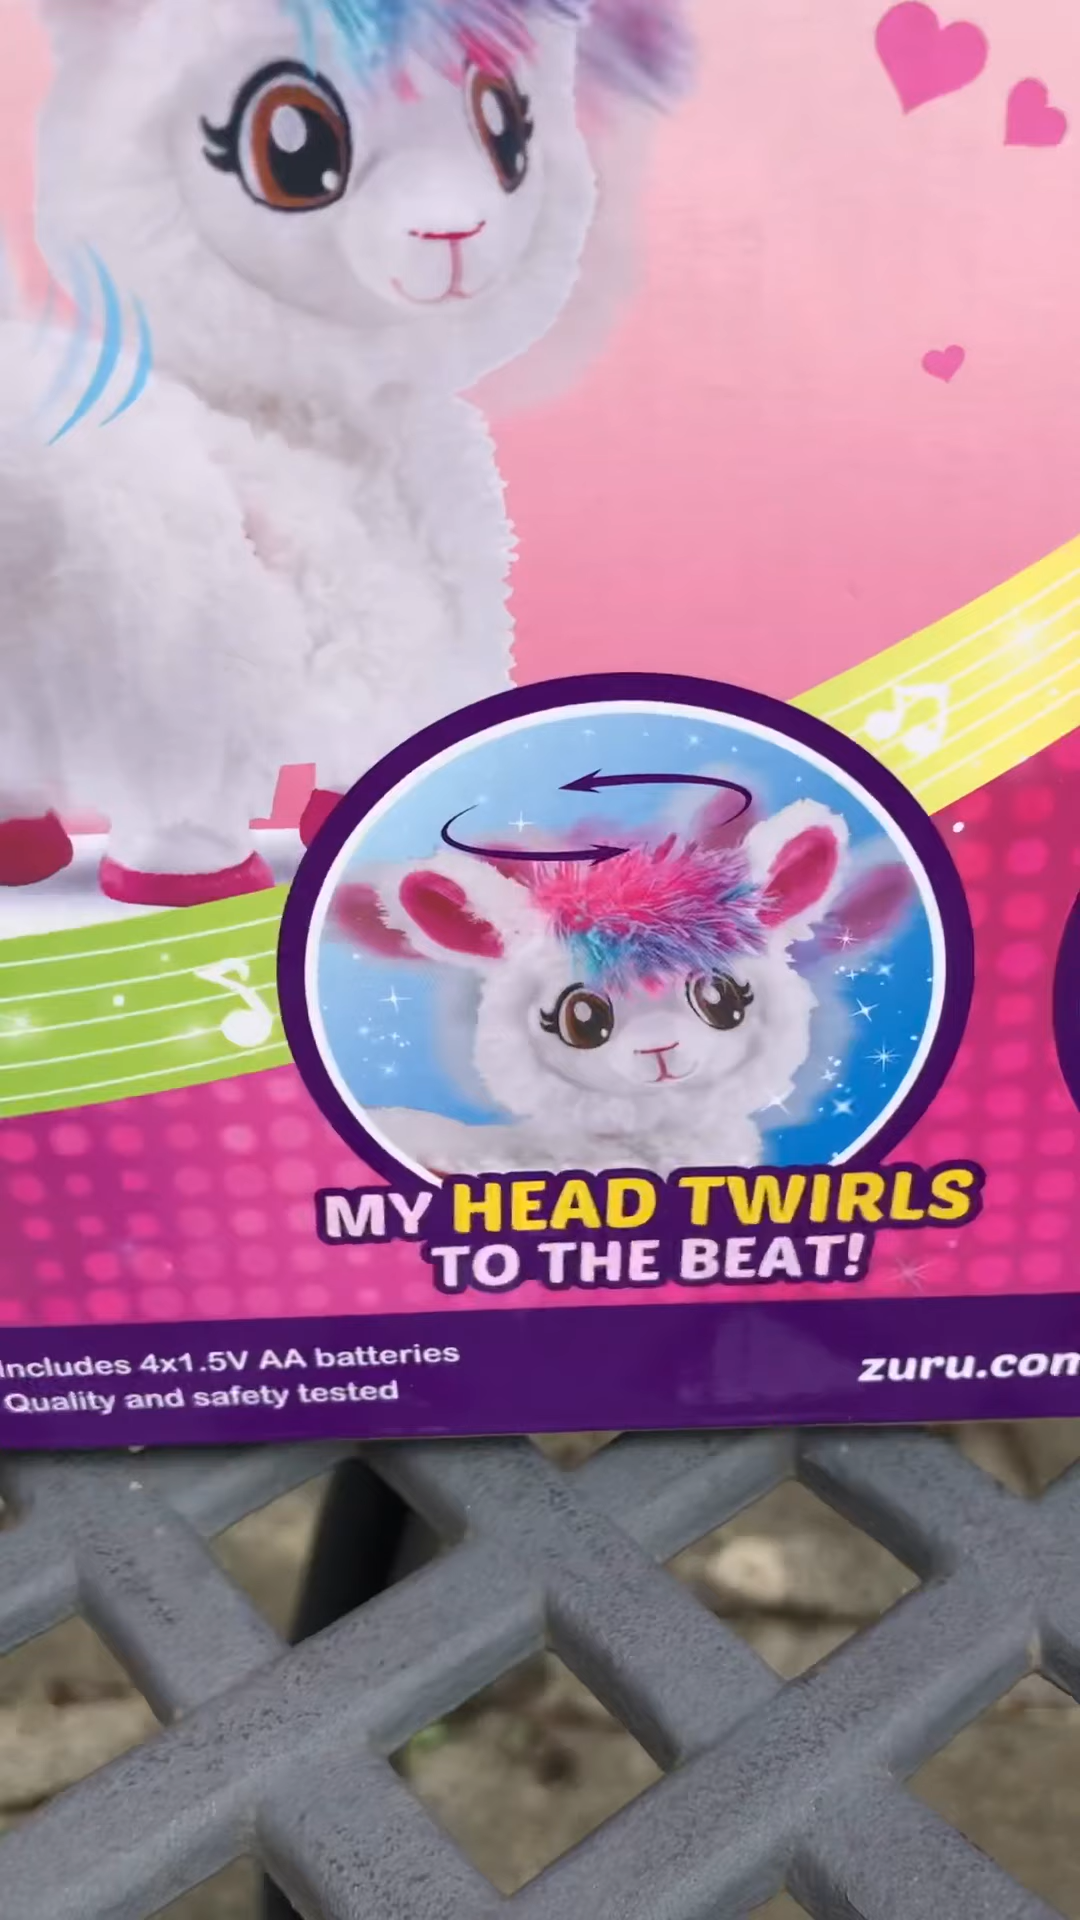 MY HEAD TWIRLS
TO THE BEAT!
Includes 4x1.5V AA batteries
Quality and safety tested
zuru.com